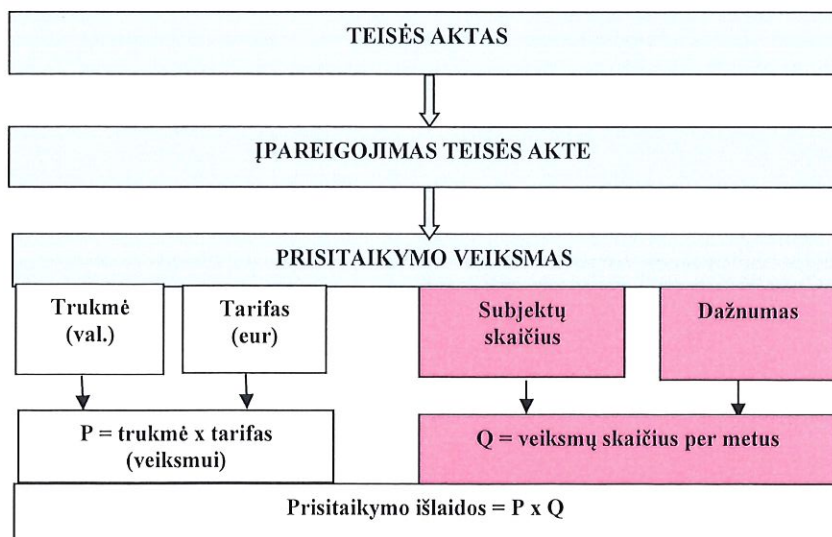 TEISĖS AKTAS
ĮPAREIGOJIMAS TEISĖS AKTE
PRISITAIKYMO VEIKSMAS
Trukmė
(val.)
Tarifas
(eur)
Subjektų
skaičius
Dažnumas
P = trukmė x tarifas
(veiksmui)
Q = veiksmų skaičius per metus
Prisitaikymo išlaidos = P x Q